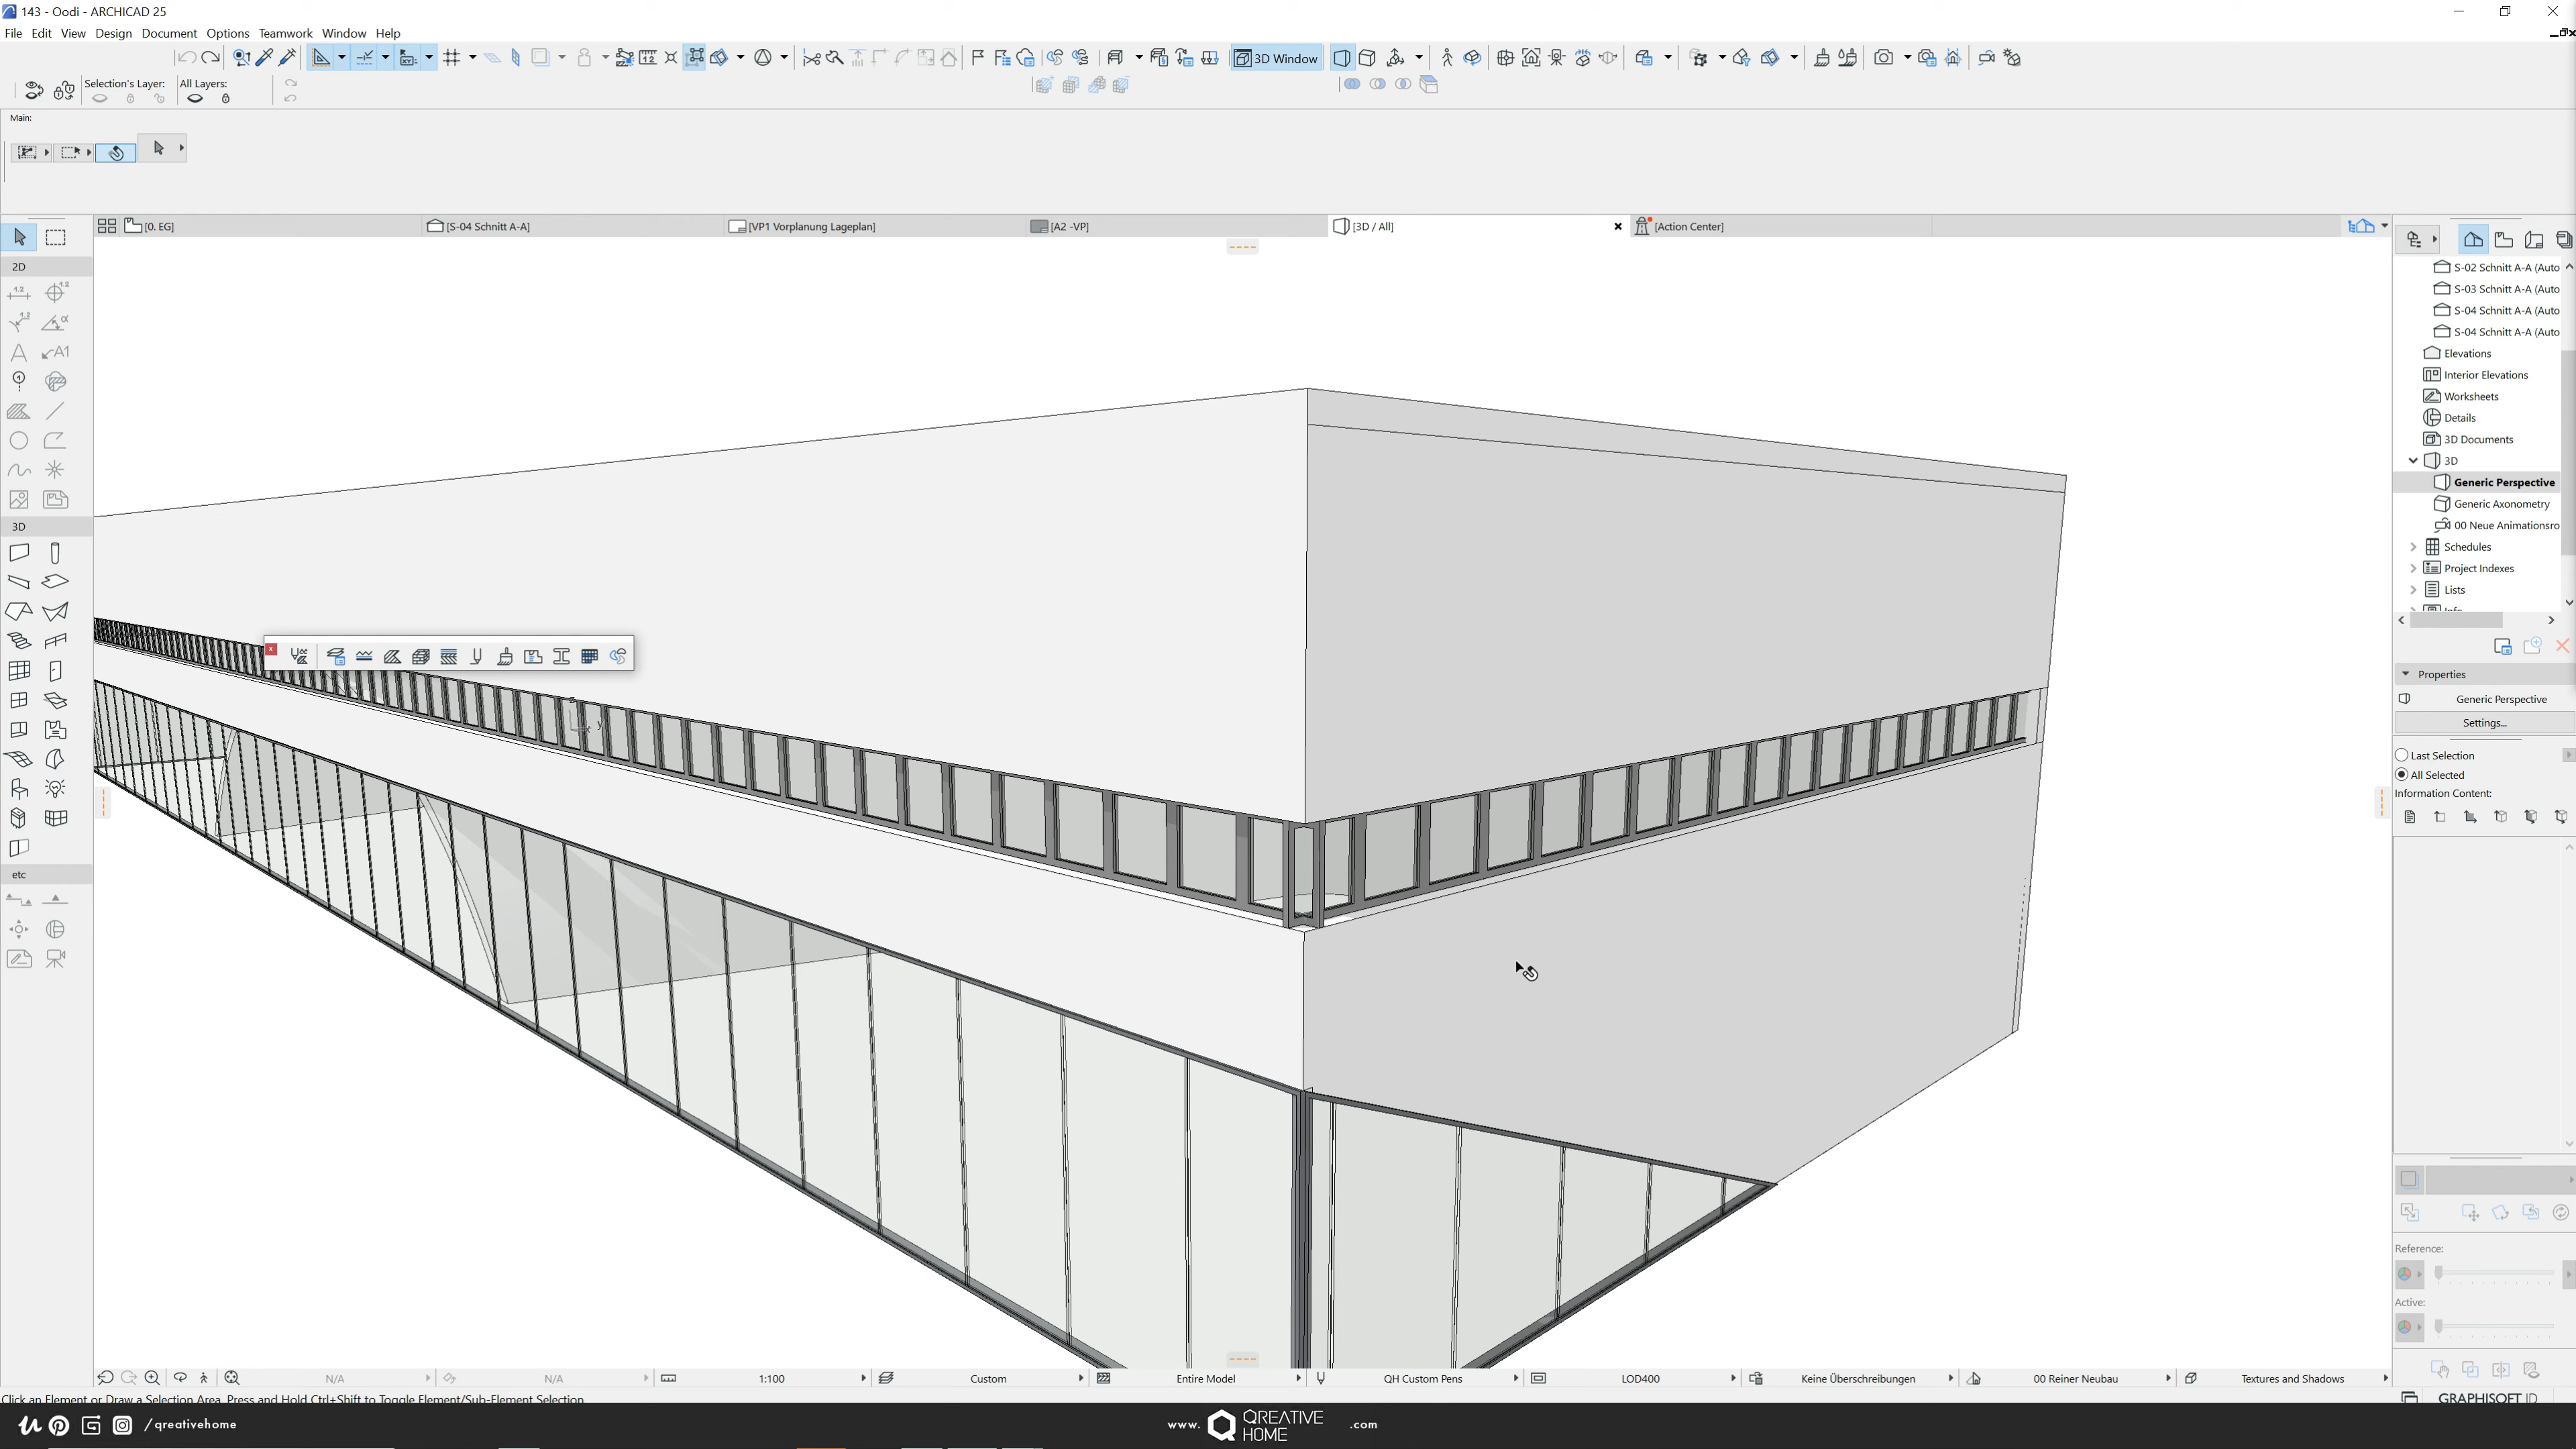 143 - Oodi - ARCHICAD 25
File Edit View Design Document Options Teamwork Window Help
3D Window
Selection's Layer: All Layers:
Main:
[0. EG] [S-04 Schnitt A-A] [VP1 Vorplanung Lageplan] [A2 -VP] [3D / All] [Action Center]
2D
3D
etc
S-02 Schnitt A-A (Auto
S-03 Schnitt A-A (Auto
S-04 Schnitt A-A (Auto
S-04 Schnitt A-A (Auto
Elevations
Interior Elevations
Worksheets
Details
3D Documents
3D
Generic Perspective
Generic Axonometry
00 Neue Animationsro
Schedules
Project Indexes
Lists
Properties
Generic Perspective
Settings...
Last Selection
All Selected
Information Content:
Reference:
Active:
N/A N/A 1:100 Custom Entire Model QH Custom Pens LOD400 Keine Überschreibungen 00 Reiner Neubau Textures and Shadows
Click an Element or Draw a Selection Area. Press and Hold Ctrl+Shift to Toggle Element/Sub-Element Selection.
GRAPHISOFT ID
/qreativehome
www. QREATIVE HOME .com